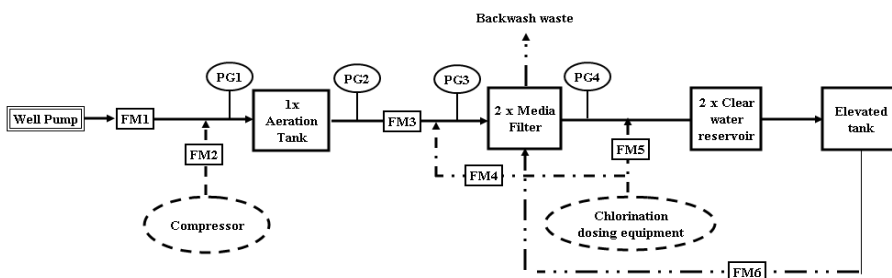 Backwash waste
PG1
PG2
PG3
PG4
Well Pump
FM1
1x
Aeration
Tank
FM3
2 x Media
Filter
2 x Clear
water
reservoir
Elevated
tank
FM2
FM5
FM4
Compressor
Chlorination
dosing equipment
FM6